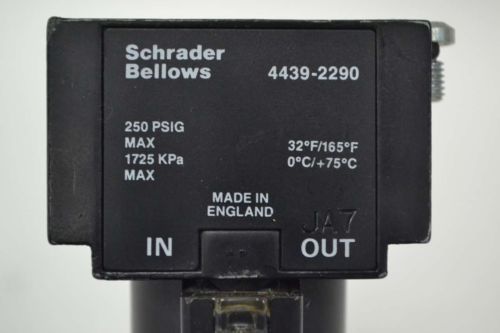 Schrader
Bellows 4439-2290
250 PSIG
MAX 32°F/165°F
1725 KPa 0°C/+75°C
MAX
MADE IN
ENGLAND
JA7
IN OUT